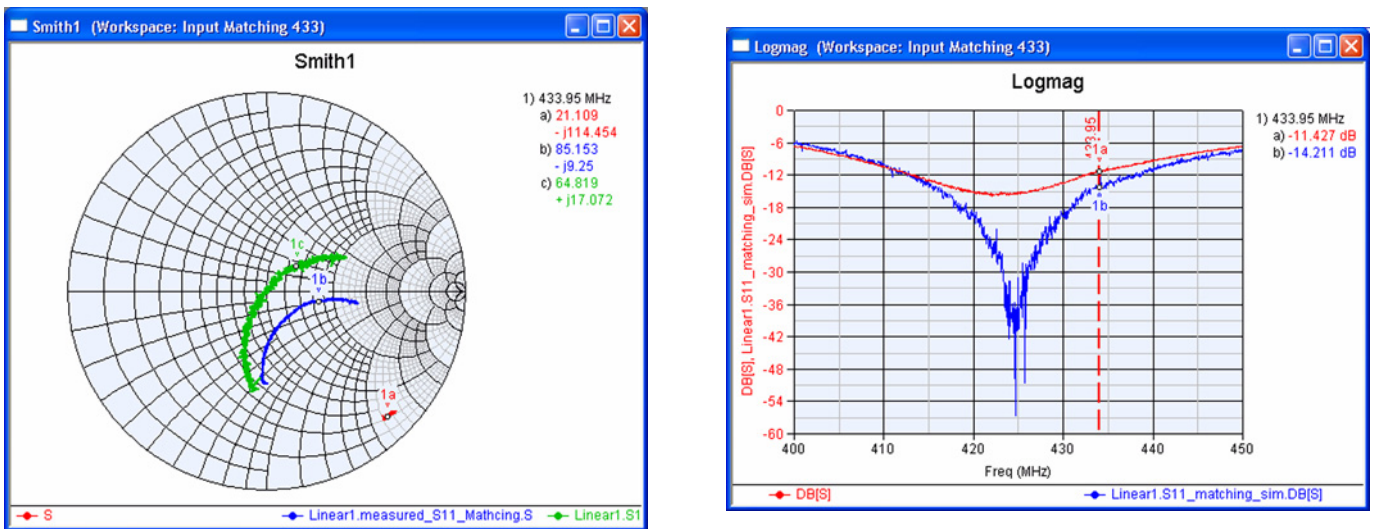 Smith1 (Workspace: Input Matching 433)
Smith1
1) 433.95 MHz
a) 21.109
- j114.454
b) 85.153
- j9.25
c) 64.819
+ j17.072
1c
1b
1a
S
Linear1.measured_S11_Mathcing.S
Linear1.S1
Logmag (Workspace: Input Matching 433)
Logmag
1) 433.95 MHz
a) -11.427 dB
b) -14.211 dB
0
-6
-12
-18
-24
-30
-36
-42
-48
-54
-60
DB[S], Linear1.S11_matching_sim.DB[S]
1a
1b
400
410
420
430
440
450
Freq (MHz)
DB[S]
Linear1.S11_matching_sim.DB[S]